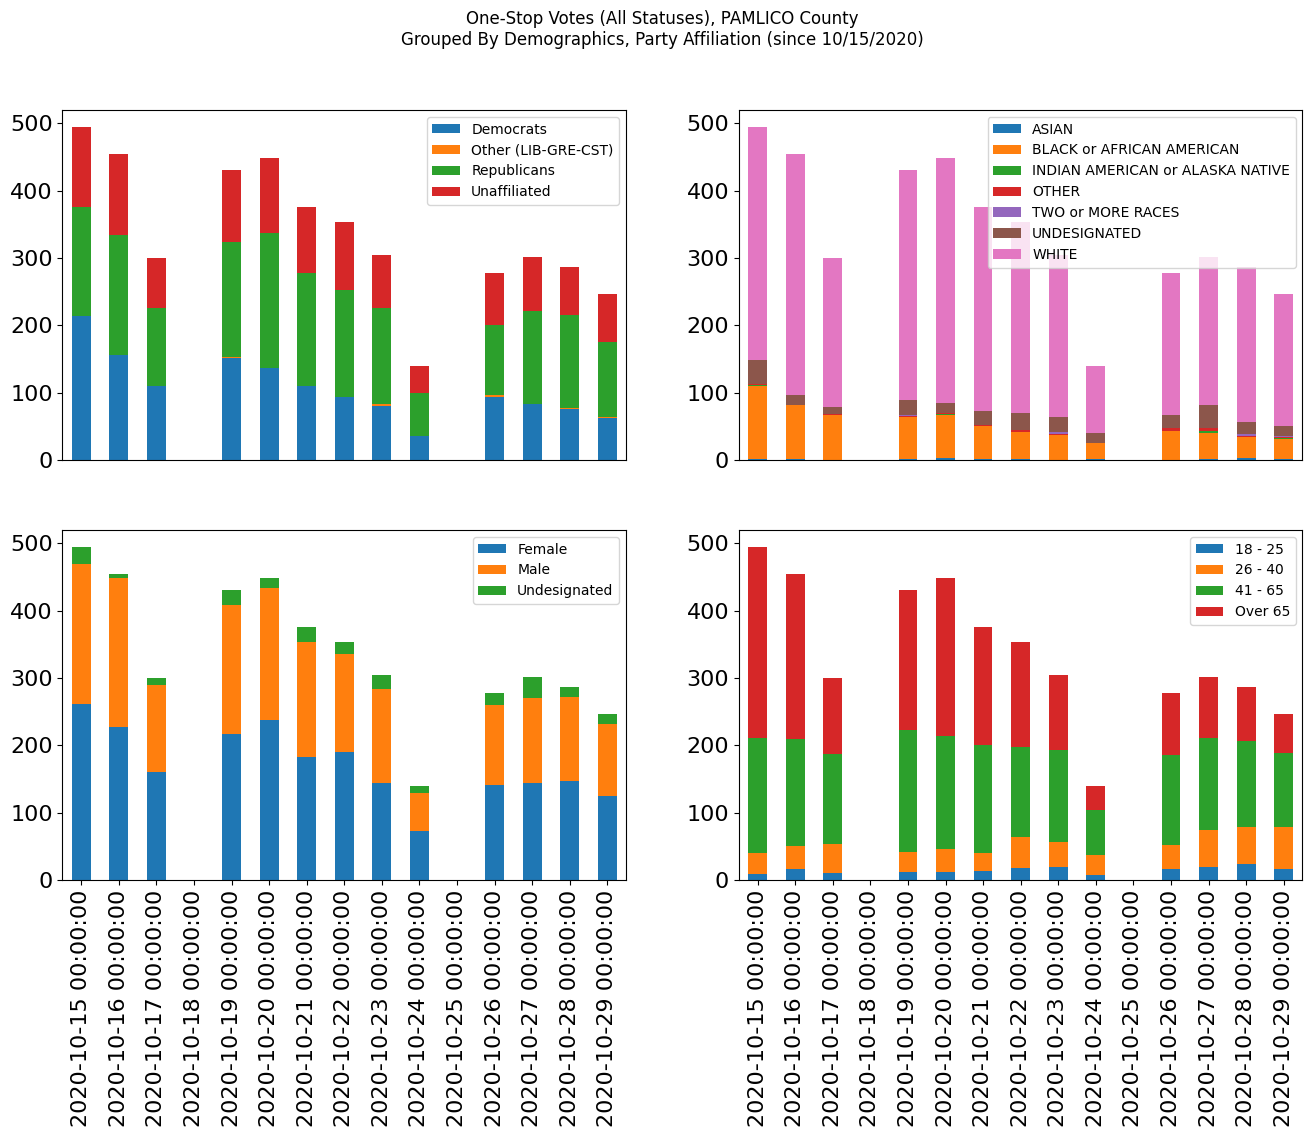 One-Stop Votes (All Statuses), PAMLICO County
Grouped By Demographics, Party Affiliation (since 10/15/2020)
500
400
300
200
100
0
Democrats
Other (LIB-GRE-CST)
Republicans
Unaffiliated
500
400
300
200
100
0
ASIAN
BLACK or AFRICAN AMERICAN
INDIAN AMERICAN or ALASKA NATIVE
OTHER
TWO or MORE RACES
UNDESIGNATED
WHITE
500
400
300
200
100
0
Female
Male
Undesignated
2020-10-15 00:00:00
2020-10-16 00:00:00
2020-10-17 00:00:00
2020-10-18 00:00:00
2020-10-19 00:00:00
2020-10-20 00:00:00
2020-10-21 00:00:00
2020-10-22 00:00:00
2020-10-23 00:00:00
2020-10-24 00:00:00
2020-10-25 00:00:00
2020-10-26 00:00:00
2020-10-27 00:00:00
2020-10-28 00:00:00
2020-10-29 00:00:00
500
400
300
200
100
0
18 - 25
26 - 40
41 - 65
Over 65
2020-10-15 00:00:00
2020-10-16 00:00:00
2020-10-17 00:00:00
2020-10-18 00:00:00
2020-10-19 00:00:00
2020-10-20 00:00:00
2020-10-21 00:00:00
2020-10-22 00:00:00
2020-10-23 00:00:00
2020-10-24 00:00:00
2020-10-25 00:00:00
2020-10-26 00:00:00
2020-10-27 00:00:00
2020-10-28 00:00:00
2020-10-29 00:00:00